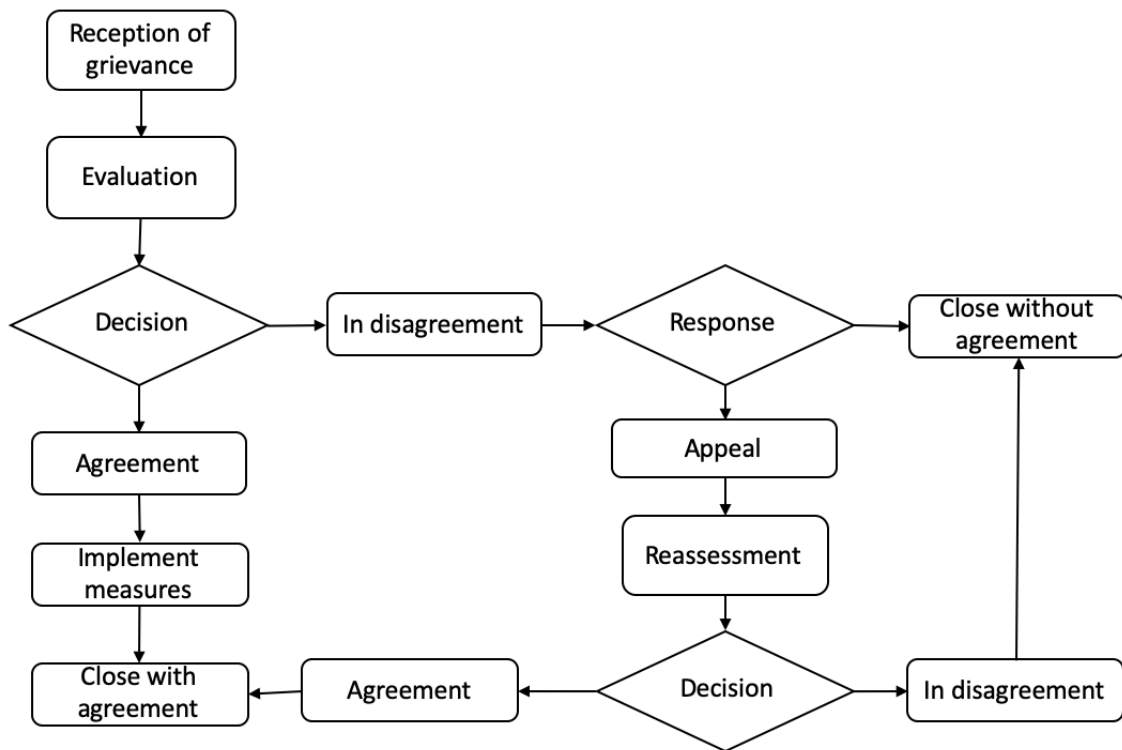 Reception of
grievance
Evaluation
Decision
In disagreement
Response
Close without
agreement
Agreement
Appeal
Implement
measures
Reassessment
Close with
agreement
Agreement
Decision
In disagreement